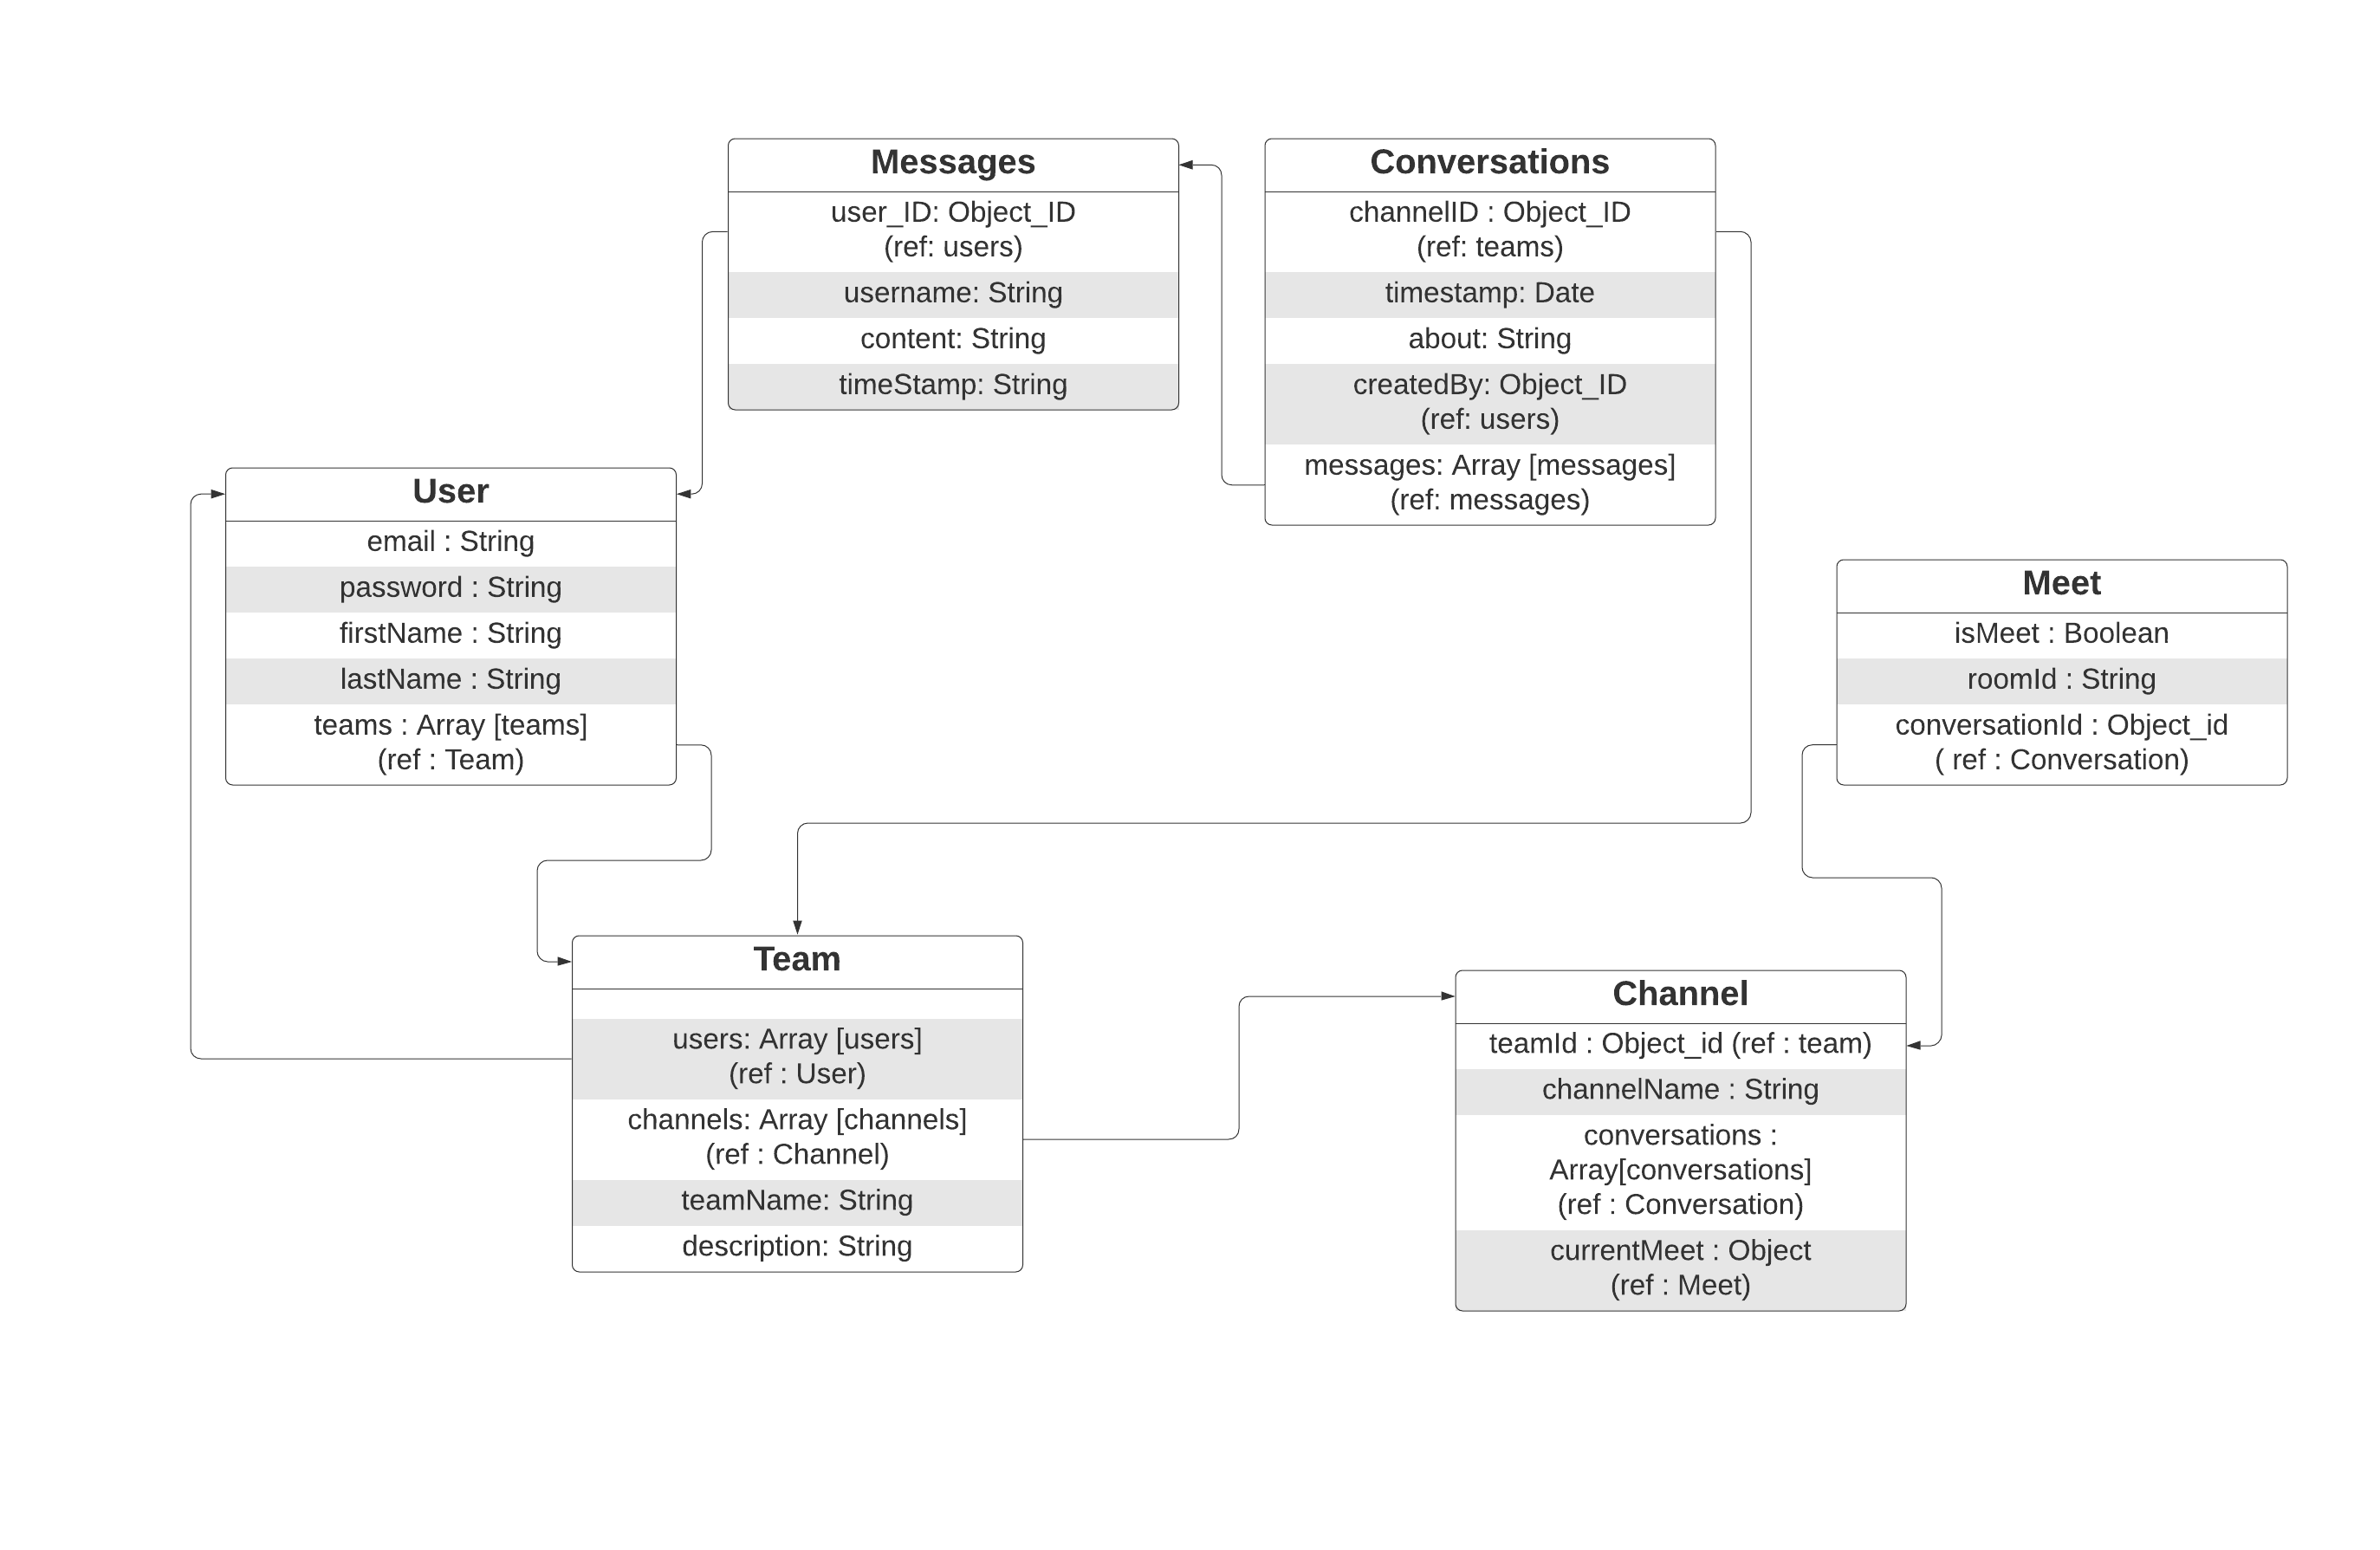 Messages
user_ID: Object_ID
(ref: users)
username: String
content: String
timeStamp: String
Conversations
channelID : Object_ID
(ref: teams)
timestamp: Date
about: String
createdBy: Object_ID
(ref: users)
messages: Array [messages]
(ref: messages)
User
email : String
password : String
firstName : String
lastName : String
teams : Array [teams]
(ref : Team)
Meet
isMeet : Boolean
roomId : String
conversationId : Object_id
( ref : Conversation)
Team
users: Array [users]
(ref : User)
channels: Array [channels]
(ref : Channel)
teamName: String
description: String
Channel
teamId : Object_id (ref : team)
channelName : String
conversations :
Array[conversations]
(ref : Conversation)
currentMeet : Object
(ref : Meet)